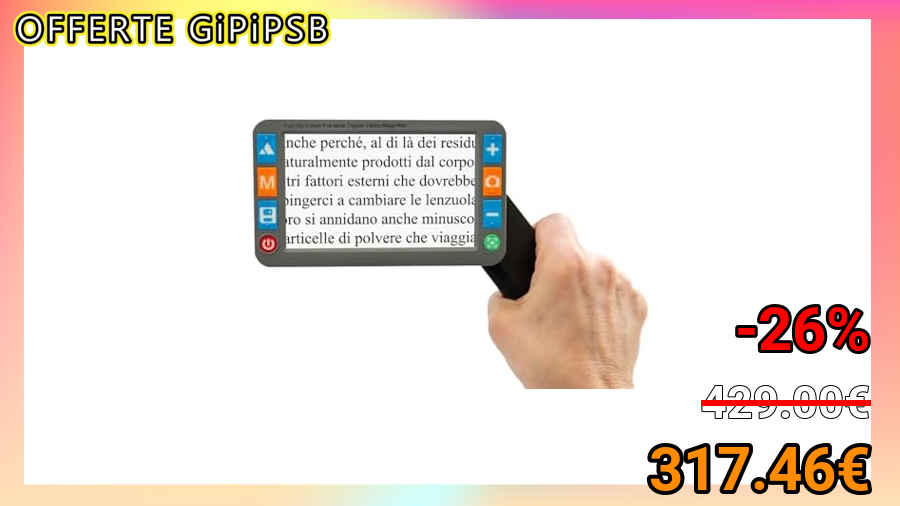 OFFERTE GiPiPSB
nche perché, al di là dei residu
aturalmente prodotti dal corpo
tri fattori esterni che dovrebbe
pingerci a cambiare le lenzuola
oro si annidano anche minusco
articelle di polvere che viaggia
M
-26%
429.00€
317.46€